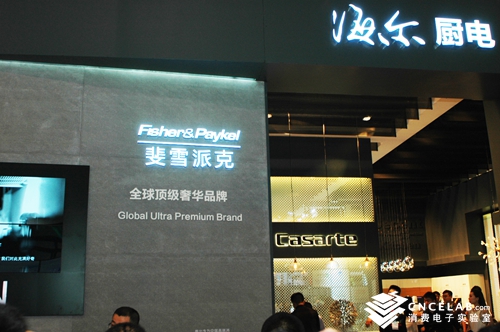 海尔 厨电
Fisher&Paykel
斐雪派克
全球顶级奢华品牌
Global Ultra Premium Brand
Casarte
CNCELAB.com
消费电子实验室